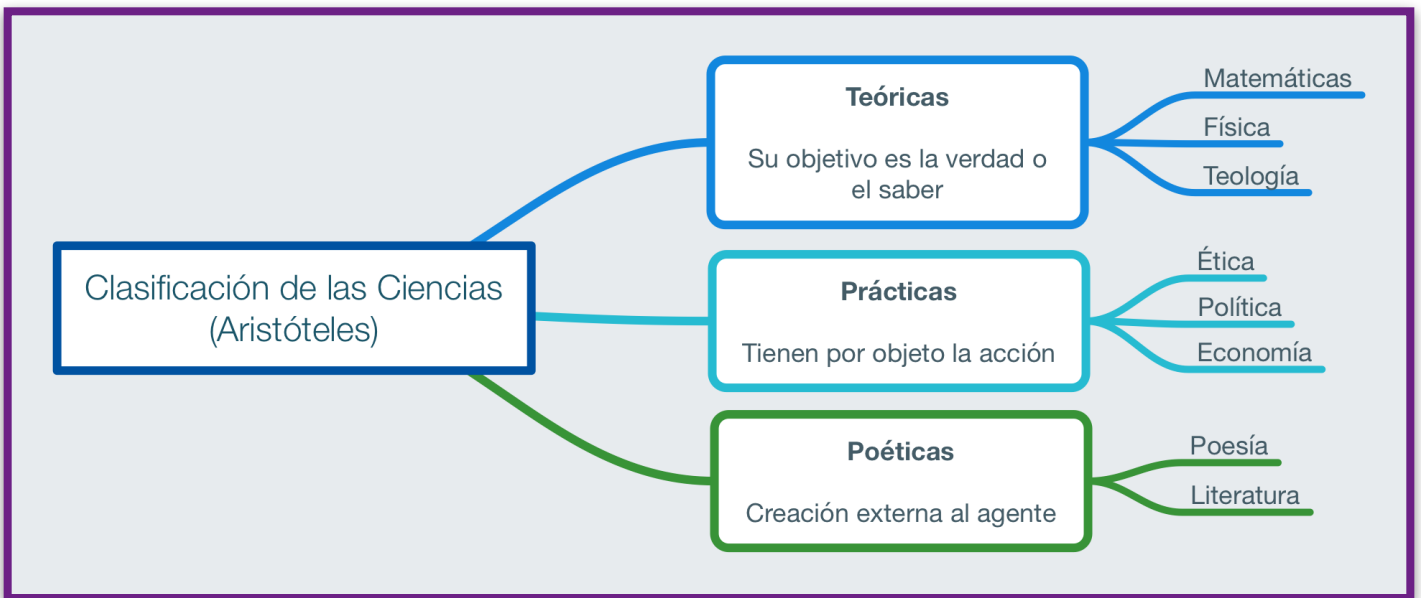 Clasificación de las Ciencias
(Aristóteles)
Teóricas
Su objetivo es la verdad o
el saber
Matemáticas
Física
Teología
Prácticas
Tienen por objeto la acción
Ética
Política
Economía
Poéticas
Creación externa al agente
Poesía
Literatura